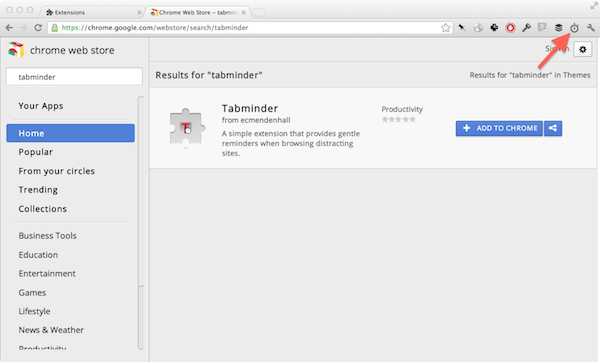 Extensions
Chrome Web Store – tabmind
https://chrome.google.com/webstore/search/tabminder
chrome web store
tabminder
Your Apps
Home
Popular
From your circles
Trending
Collections
Business Tools
Education
Entertainment
Games
Lifestyle
News & Weather
Productivity
Results for "tabminder"
Results for "tabminder" in Themes
Tabminder
from ecmendenhall
A simple extension that provides gentle
reminders when browsing distracting
sites.
Productivity
ADD TO CHROME